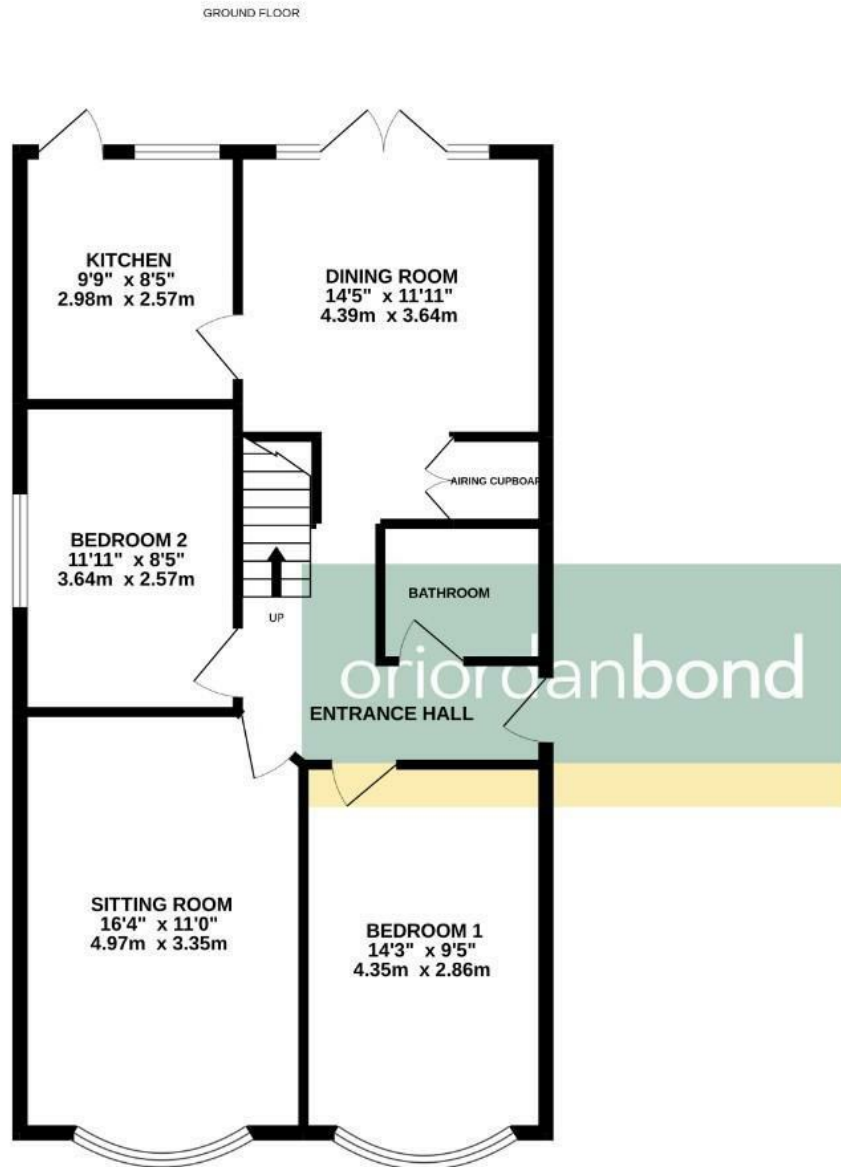 GROUND FLOOR
KITCHEN
9'9" x 8'5"
2.98m x 2.57m
DINING ROOM
14'5" x 11'11"
4.39m x 3.64m
AIRING CUPBOAR
BEDROOM 2
11'11" x 8'5"
3.64m x 2.57m
BATHROOM
UP
oriordanbond
ENTRANCE HALL
SITTING ROOM
16'4" x 11'0"
4.97m x 3.35m
BEDROOM 1
14'3" x 9'5"
4.35m x 2.86m